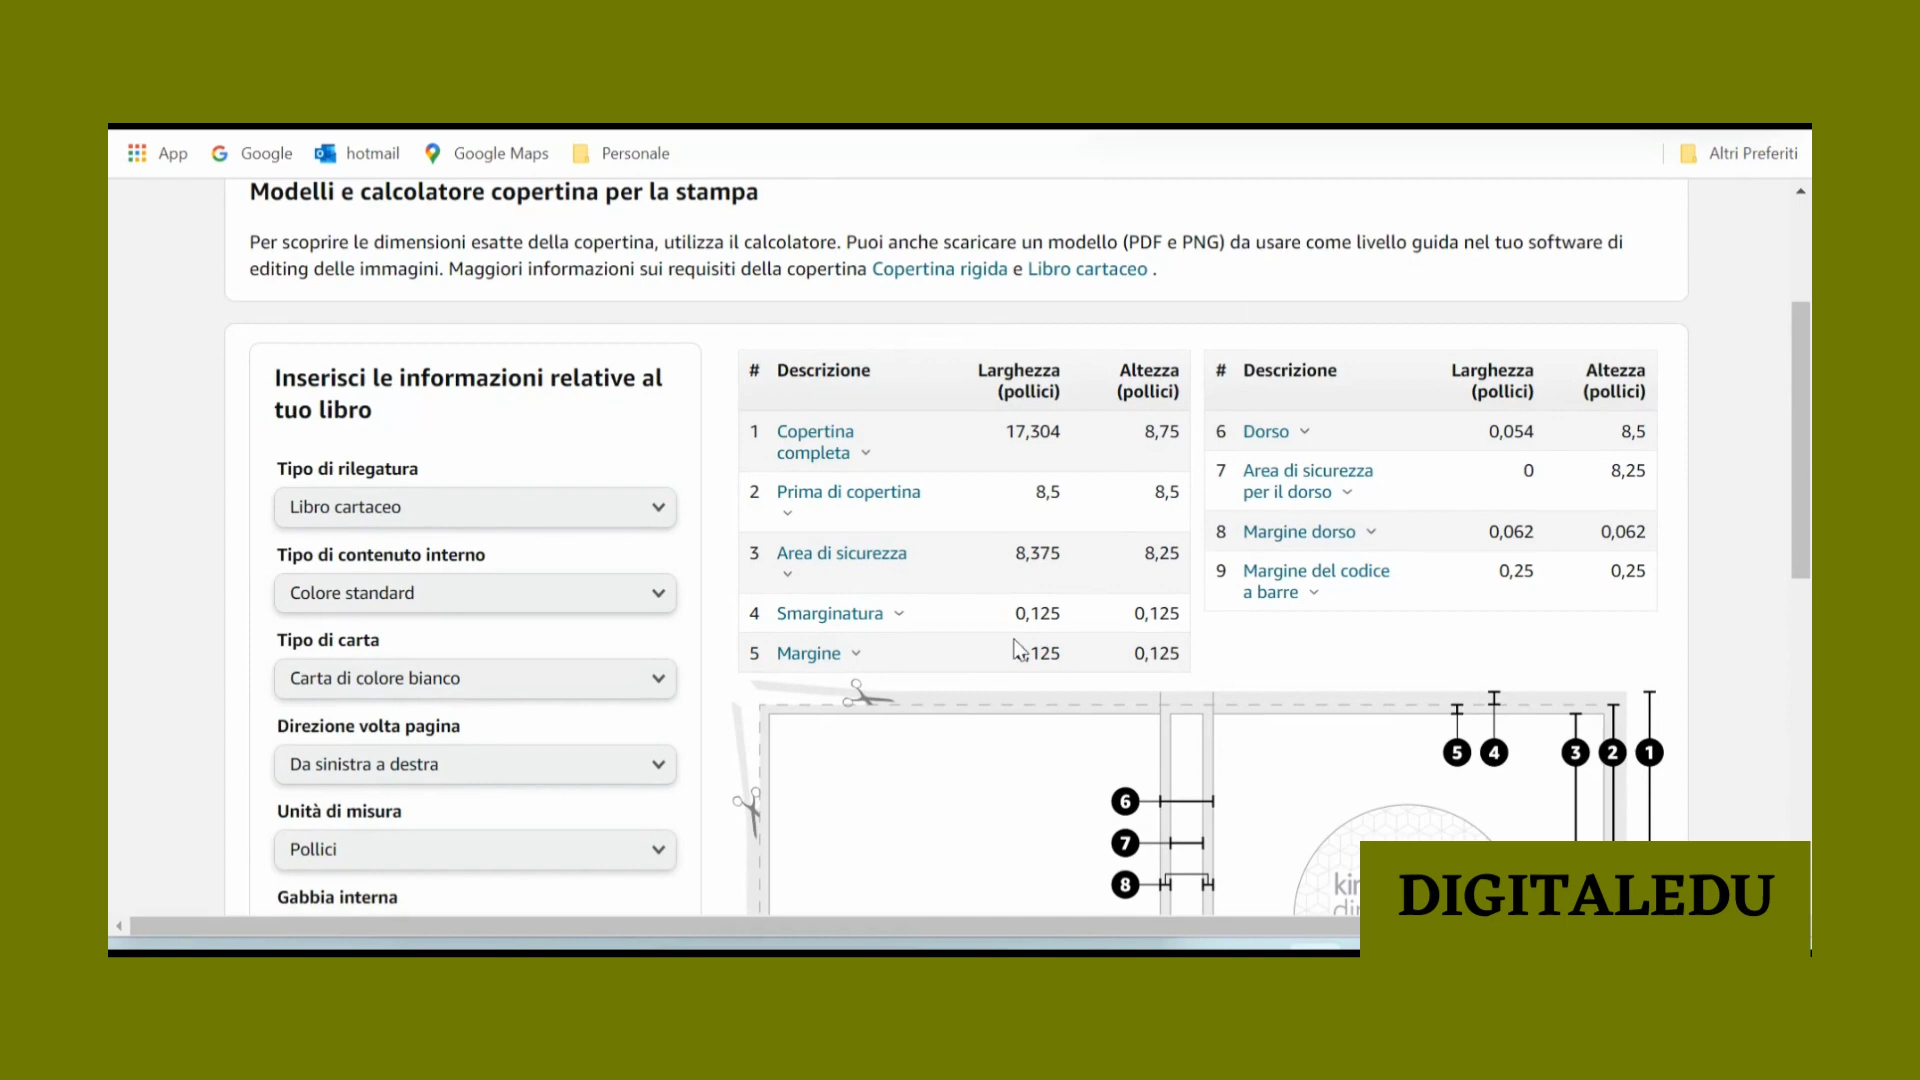 App Google hotmail Google Maps Personale Altri Preferiti
Modelli e calcolatore copertina per la stampa
Per scoprire le dimensioni esatte della copertina, utilizza il calcolatore. Puoi anche scaricare un modello (PDF e PNG) da usare come livello guida nel tuo software di
editing delle immagini. Maggiori informazioni sui requisiti della copertina Copertina rigida e Libro cartaceo .
Inserisci le informazioni relative al
tuo libro
Tipo di rilegatura
Libro cartaceo
Tipo di contenuto interno
Colore standard
Tipo di carta
Carta di colore bianco
Direzione volta pagina
Da sinistra a destra
Unità di misura
Pollici
Gabbia interna
# Descrizione Larghezza (pollici) Altezza (pollici)
1 Copertina completa 17,304 8,75
2 Prima di copertina 8,5 8,5
3 Area di sicurezza 8,375 8,25
4 Smarginatura 0,125 0,125
5 Margine ,125 0,125
# Descrizione Larghezza (pollici) Altezza (pollici)
6 Dorso 0,054 8,5
7 Area di sicurezza per il dorso 0 8,25
8 Margine dorso 0,062 0,062
9 Margine del codice a barre 0,25 0,25
5 4 3 2 1
6
7
8
DIGITALEDU